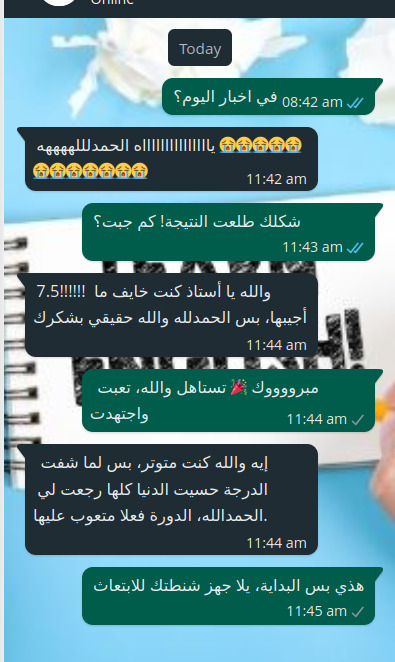 Online
Today
في اخبار اليوم؟
08:42 am
يااااااااااااااااه الحمدلللههههه 😭😭😭😭😭
😭😭😭😭😭😭😭
11:42 am
شكلك طلعت النتيجة! كم جبت؟
11:43 am
والله يا أستاذ كنت خايف ما !!!!!!7.5
أجيبها، بس الحمدلله والله حقيقي بشكرك
11:44 am
مبرووووك 🎉 تستاهل والله، تعبت
واجتهدت
11:44 am
إيه والله كنت متوتر، بس لما شفت
الدرجة حسيت الدنيا كلها رجعت لي
.الحمدالله، الدورة فعلا متعوب عليها
11:44 am
هذي بس البداية، يلا جهز شنطتك للابتعاث
11:45 am